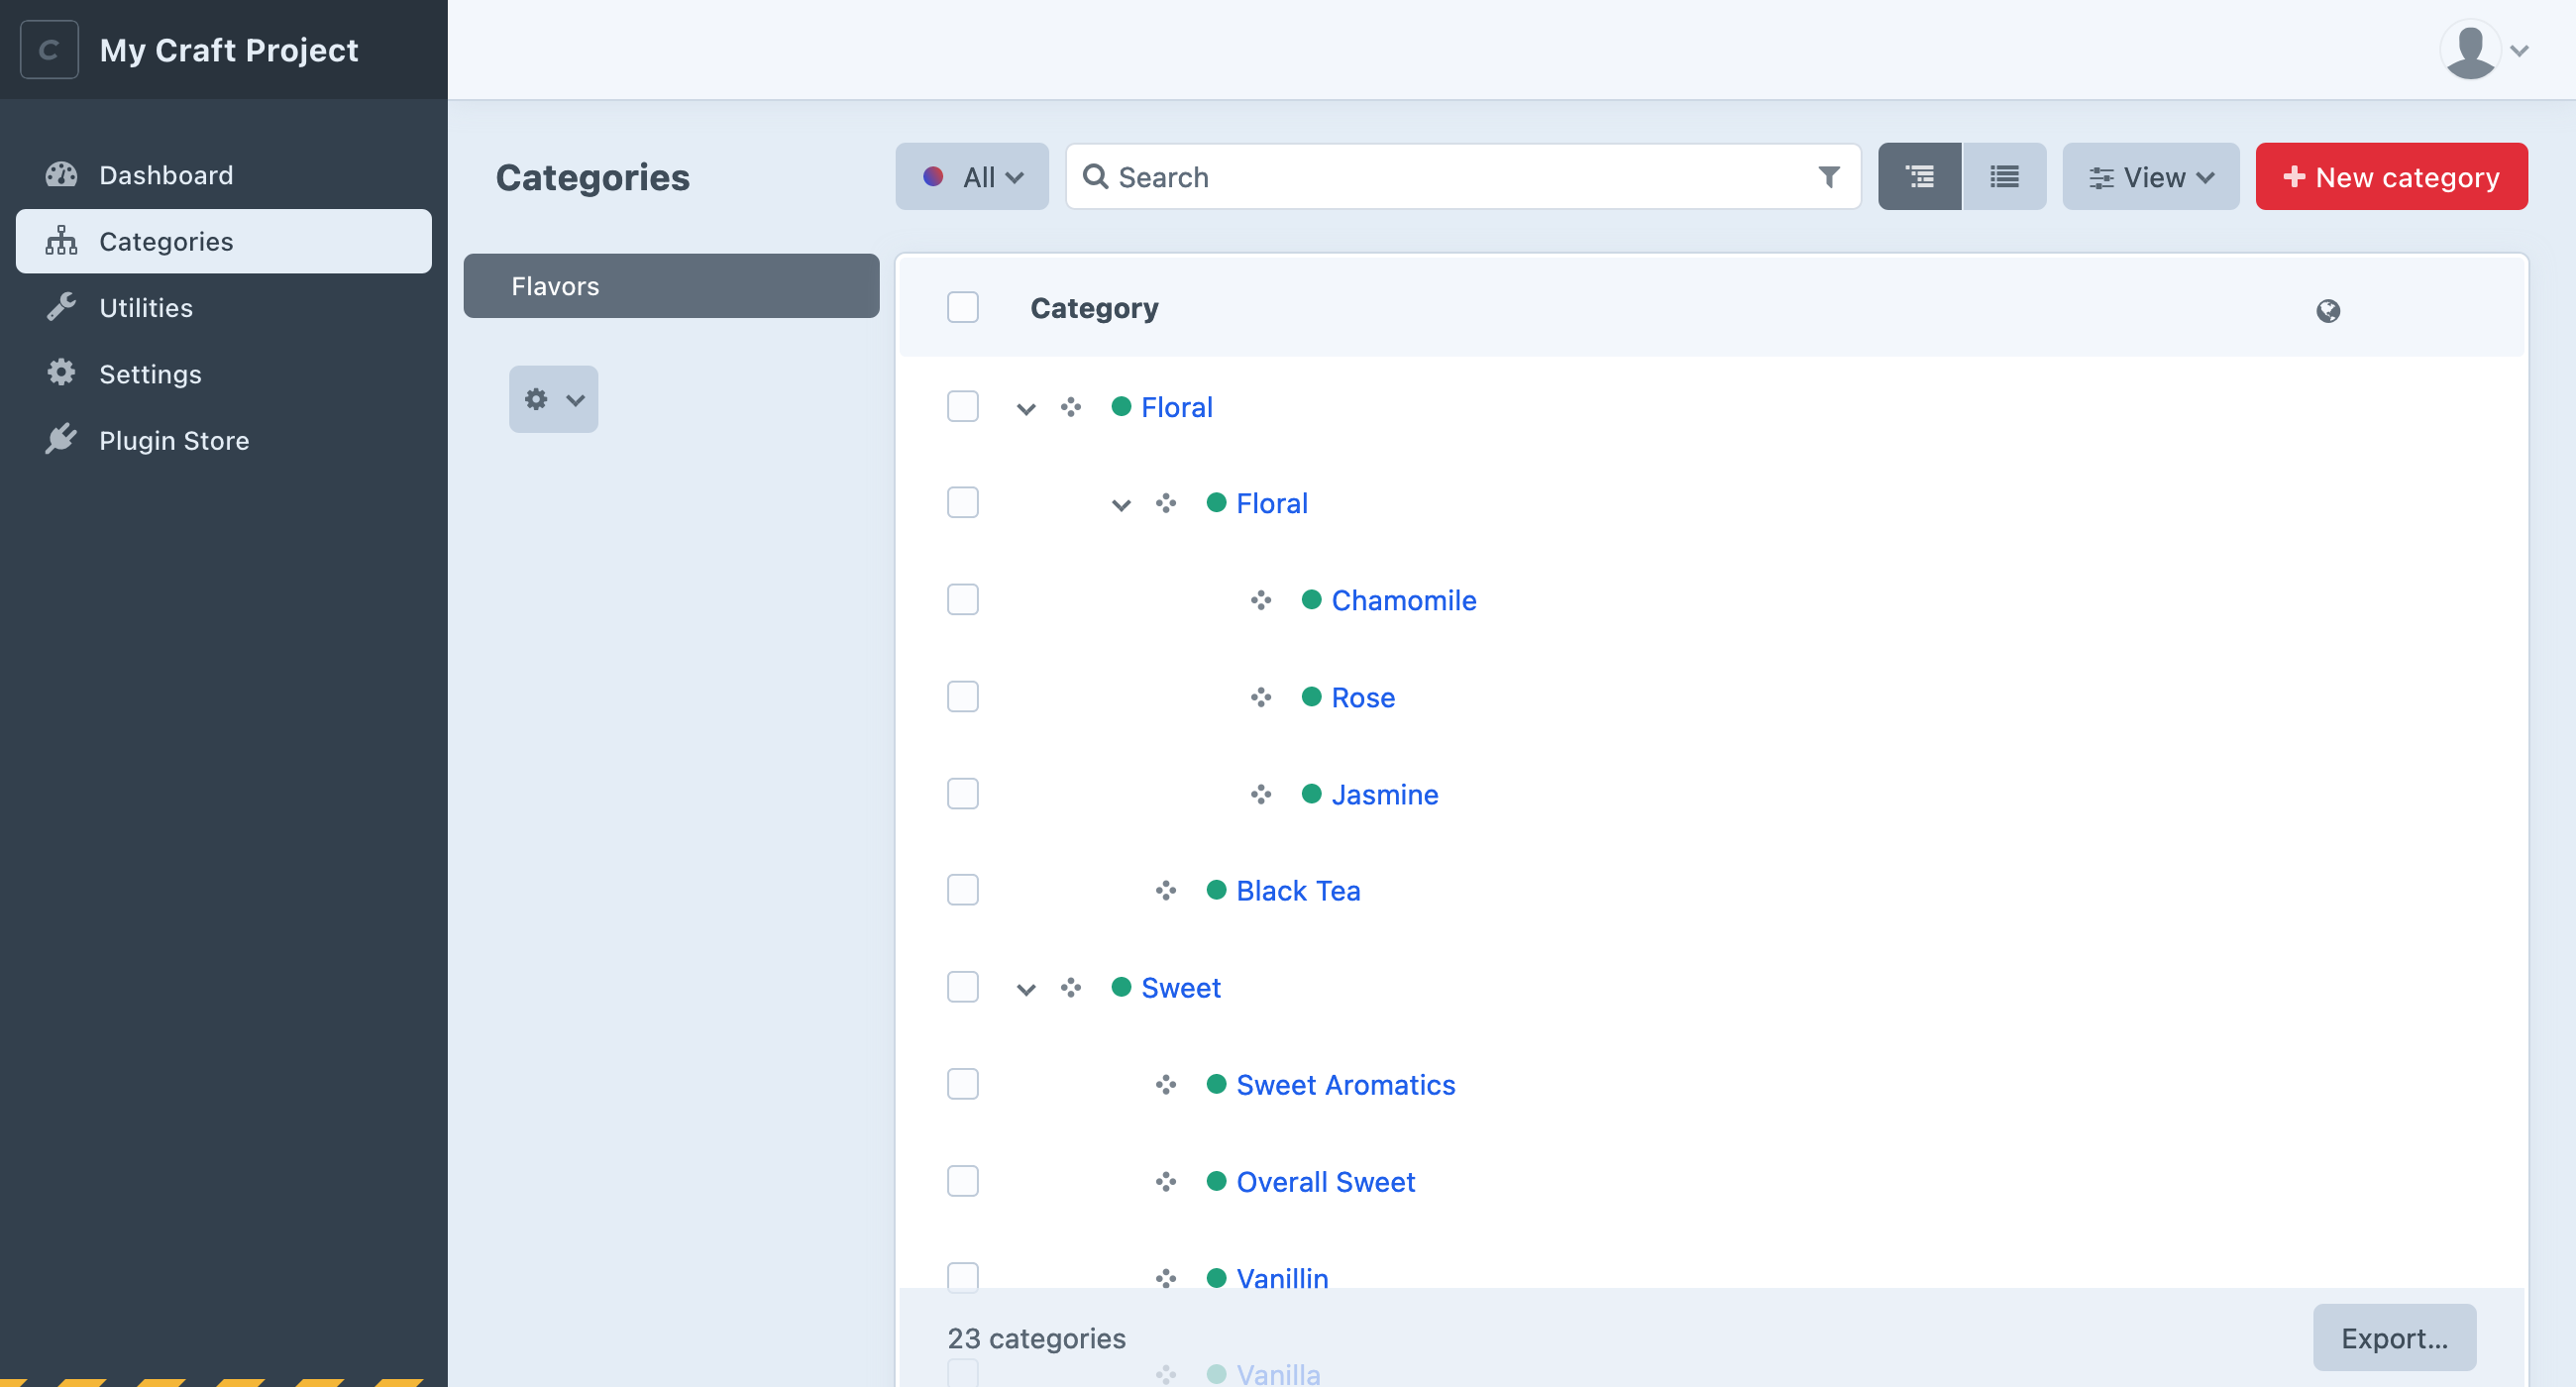 C My Craft Project
Dashboard
Categories
Utilities
Settings
Plugin Store
Categories
All
Search
View
New category
Flavors
Category
Floral
Floral
Chamomile
Rose
Jasmine
Black Tea
Sweet
Sweet Aromatics
Overall Sweet
Vanillin
23 categories
Export...
Vanilla